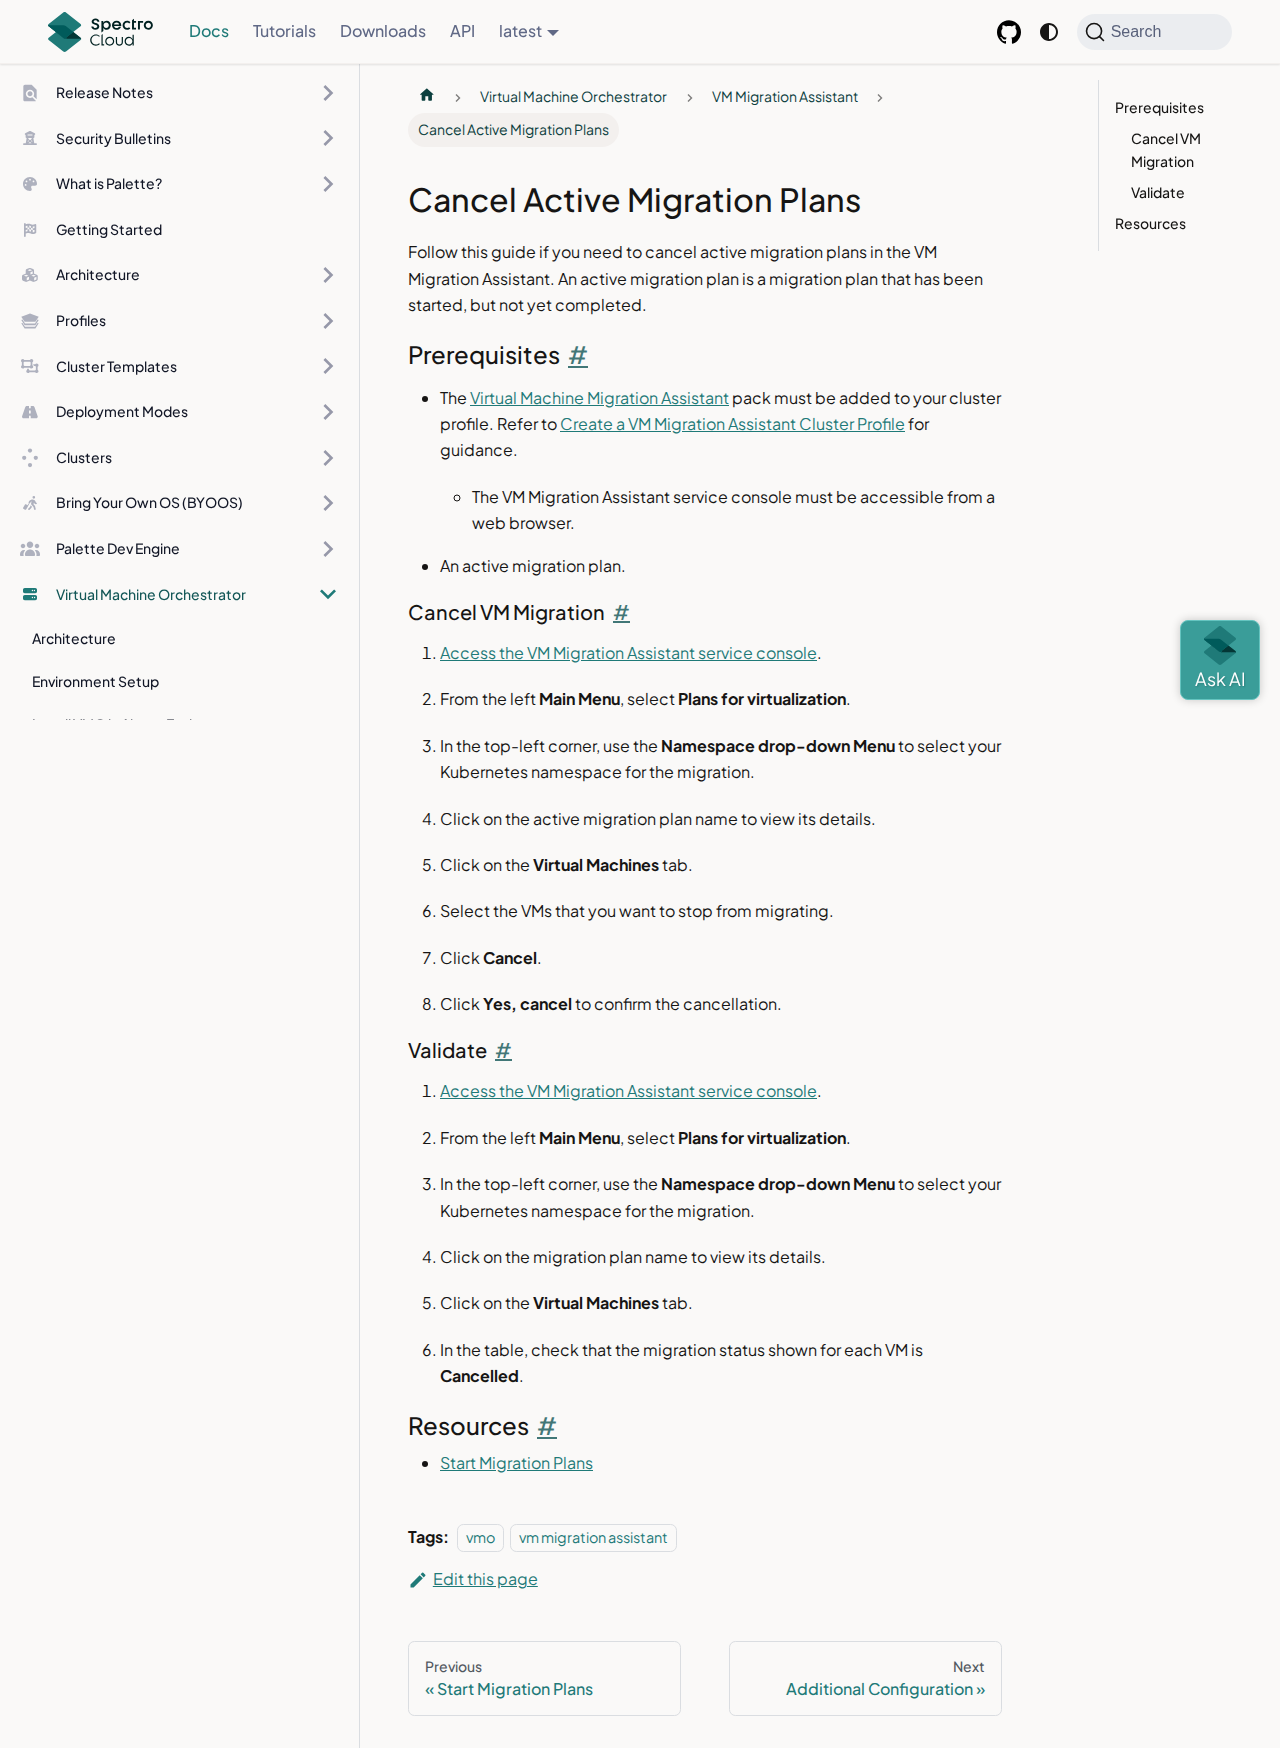 Spectro Cloud
Docs
Tutorials
Downloads
API
latest
Search
Release Notes
Security Bulletins
What is Palette?
Getting Started
Architecture
Profiles
Cluster Templates
Deployment Modes
Clusters
Bring Your Own OS (BYOOS)
Palette Dev Engine
Virtual Machine Orchestrator
Architecture
Environment Setup
Virtual Machine Orchestrator
VM Migration Assistant
Cancel Active Migration Plans
Cancel Active Migration Plans
Follow this guide if you need to cancel active migration plans in the VM
Migration Assistant. An active migration plan is a migration plan that has been
started, but not yet completed.
Prerequisites #
• The Virtual Machine Migration Assistant pack must be added to your cluster
profile. Refer to Create a VM Migration Assistant Cluster Profile for
guidance.
◦ The VM Migration Assistant service console must be accessible from a
web browser.
• An active migration plan.
Cancel VM Migration #
1. Access the VM Migration Assistant service console.
2. From the left Main Menu, select Plans for virtualization.
3. In the top-left corner, use the Namespace drop-down Menu to select your
Kubernetes namespace for the migration.
4. Click on the active migration plan name to view its details.
5. Click on the Virtual Machines tab.
6. Select the VMs that you want to stop from migrating.
7. Click Cancel.
8. Click Yes, cancel to confirm the cancellation.
Validate #
1. Access the VM Migration Assistant service console.
2. From the left Main Menu, select Plans for virtualization.
3. In the top-left corner, use the Namespace drop-down Menu to select your
Kubernetes namespace for the migration.
4. Click on the migration plan name to view its details.
5. Click on the Virtual Machines tab.
6. In the table, check that the migration status shown for each VM is
Cancelled.
Resources #
• Start Migration Plans
Tags: vmo vm migration assistant
Edit this page
Previous
« Start Migration Plans
Next
Additional Configuration »
Prerequisites
Cancel VM
Migration
Validate
Resources
Ask AI